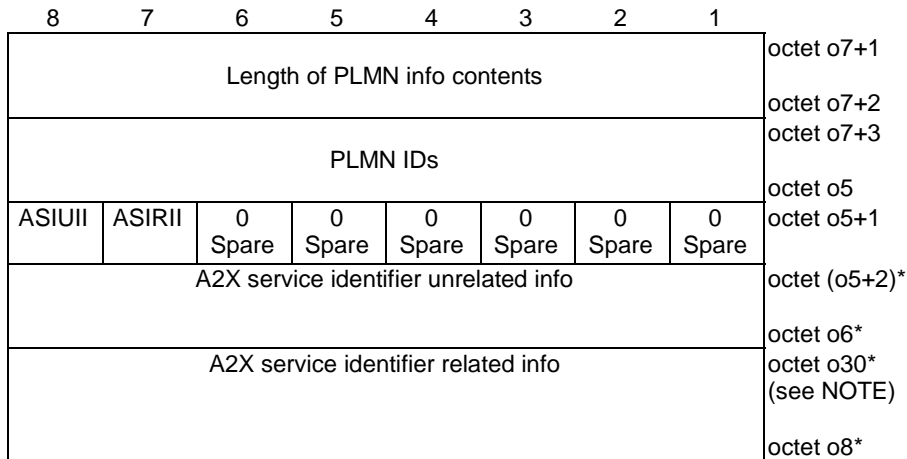 8 7 6 5 4 3 2 1
octet o7+1
Length of PLMN info contents
octet o7+2
octet o7+3
PLMN IDs
octet o5
ASIUII ASIRII 0 0 0 0 0 0 octet o5+1
Spare Spare Spare Spare Spare Spare
A2X service identifier unrelated info octet (o5+2)*
octet o6*
A2X service identifier related info octet o30*
(see NOTE)
octet o8*